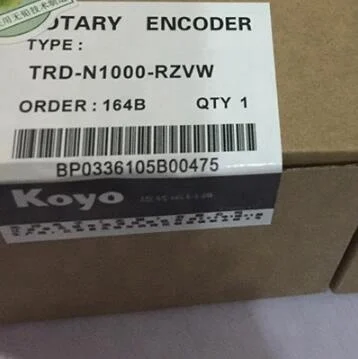 OTARY ENCODER
TYPE:
TRD-N1000-RZVW
ORDER:164B QTY 1
BP0336105B00475
Koyo